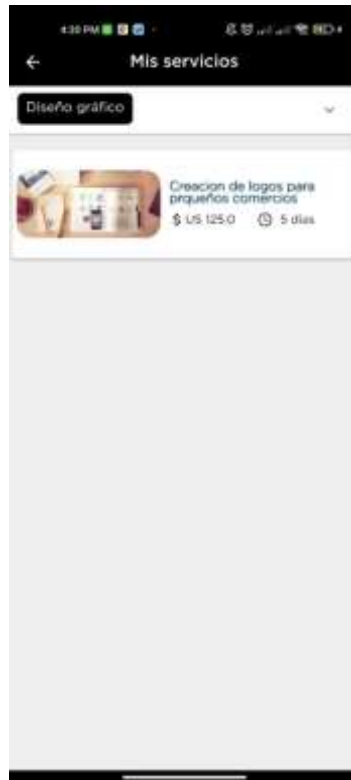 4:30 PM
Mis servicios
Diseño gráfico
Creacion de logos para
prqueños comercios
$ US 125.0 5 días